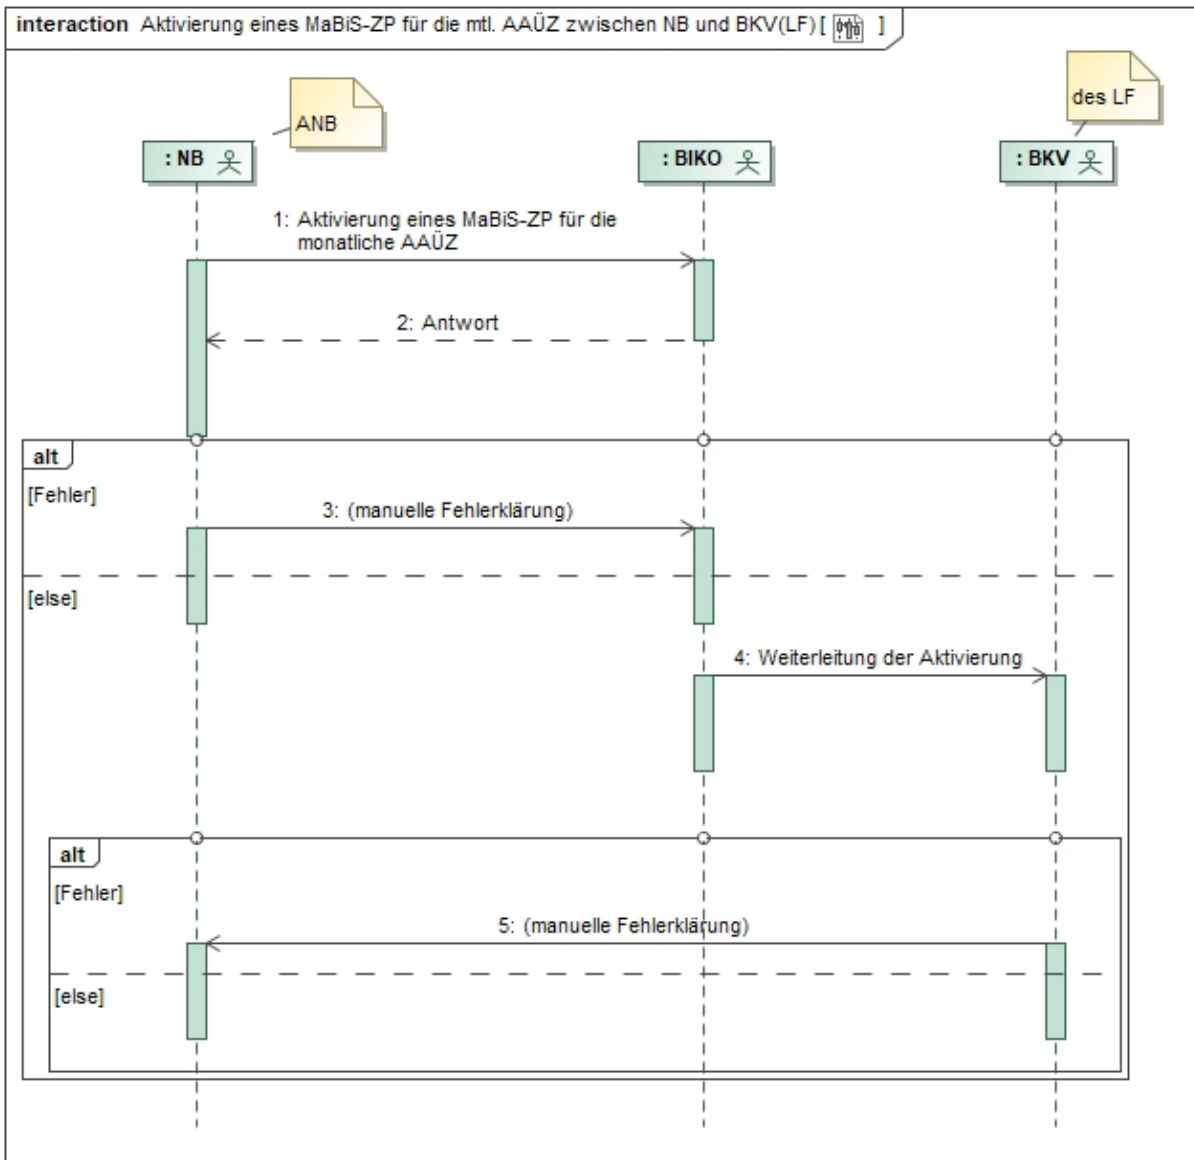 interaction Aktivierung eines MaBiS-ZP für die mtl. AAÜZ zwischen NB und BKV(LF) [ ]
des LF
ANB
: NB
: BIKO
: BKV
1: Aktivierung eines MaBiS-ZP für die
monatliche AAÜZ
2: Antwort
alt
[Fehler]
3: (manuelle Fehlerklärung)
[else]
4: Weiterleitung der Aktivierung
alt
[Fehler]
5: (manuelle Fehlerklärung)
[else]